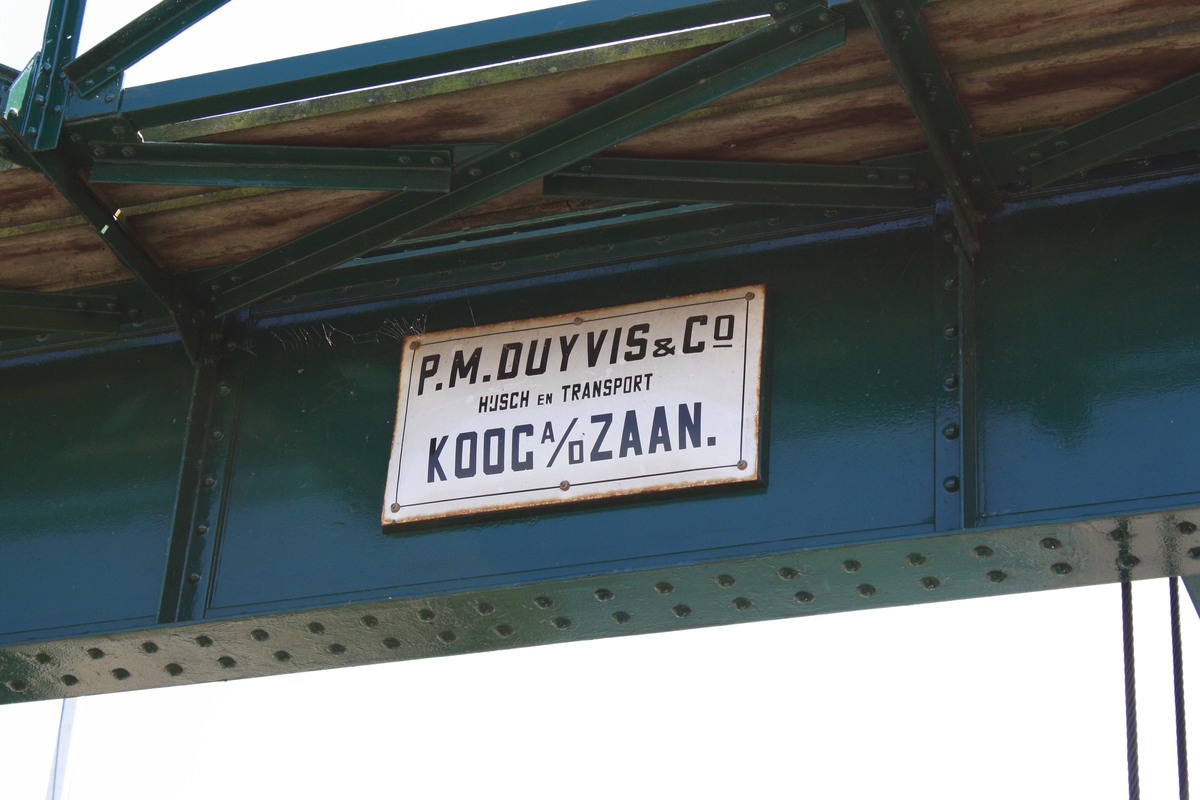 P.M.DUYVIS & Cº
HIJSCH EN TRANSPORT
KOOG A/D ZAAN.